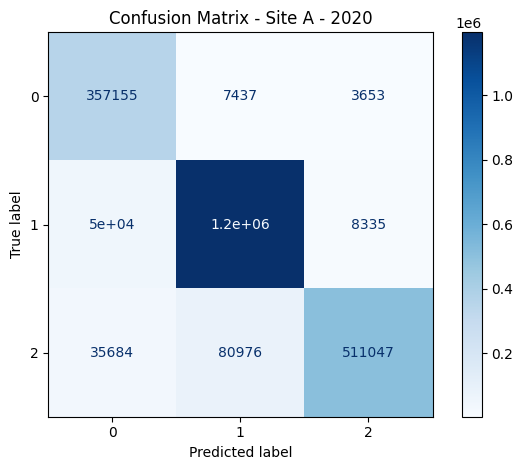 Confusion Matrix - Site A - 2020
1e6
0 357155 7437 3653
1 5e+04 1.2e+06 8335
2 35684 80976 511047
0 1 2
True label
Predicted label
1.0
0.8
0.6
0.4
0.2